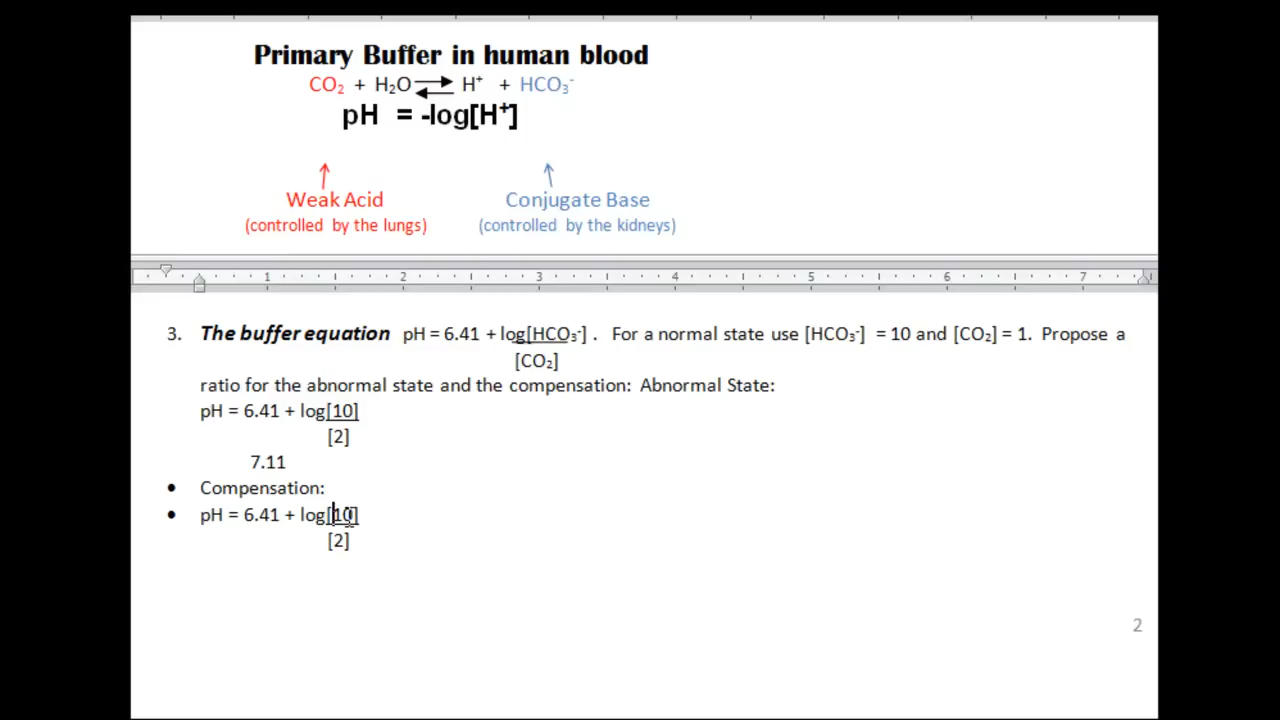 Primary Buffer in human blood
CO₂ + H₂O ⇌ H⁺ + HCO₃⁻
pH = -log[H⁺]
Weak Acid
Conjugate Base
(controlled by the lungs)
(controlled by the kidneys)
1 2 3 4 5 6 7
3. The buffer equation pH = 6.41 + log[HCO₃⁻] . For a normal state use [HCO₃⁻] = 10 and [CO₂] = 1. Propose a
[CO₂]
ratio for the abnormal state and the compensation: Abnormal State:
pH = 6.41 + log[10]
[2]
7.11
• Compensation:
• pH = 6.41 + log[10]
[2]
2